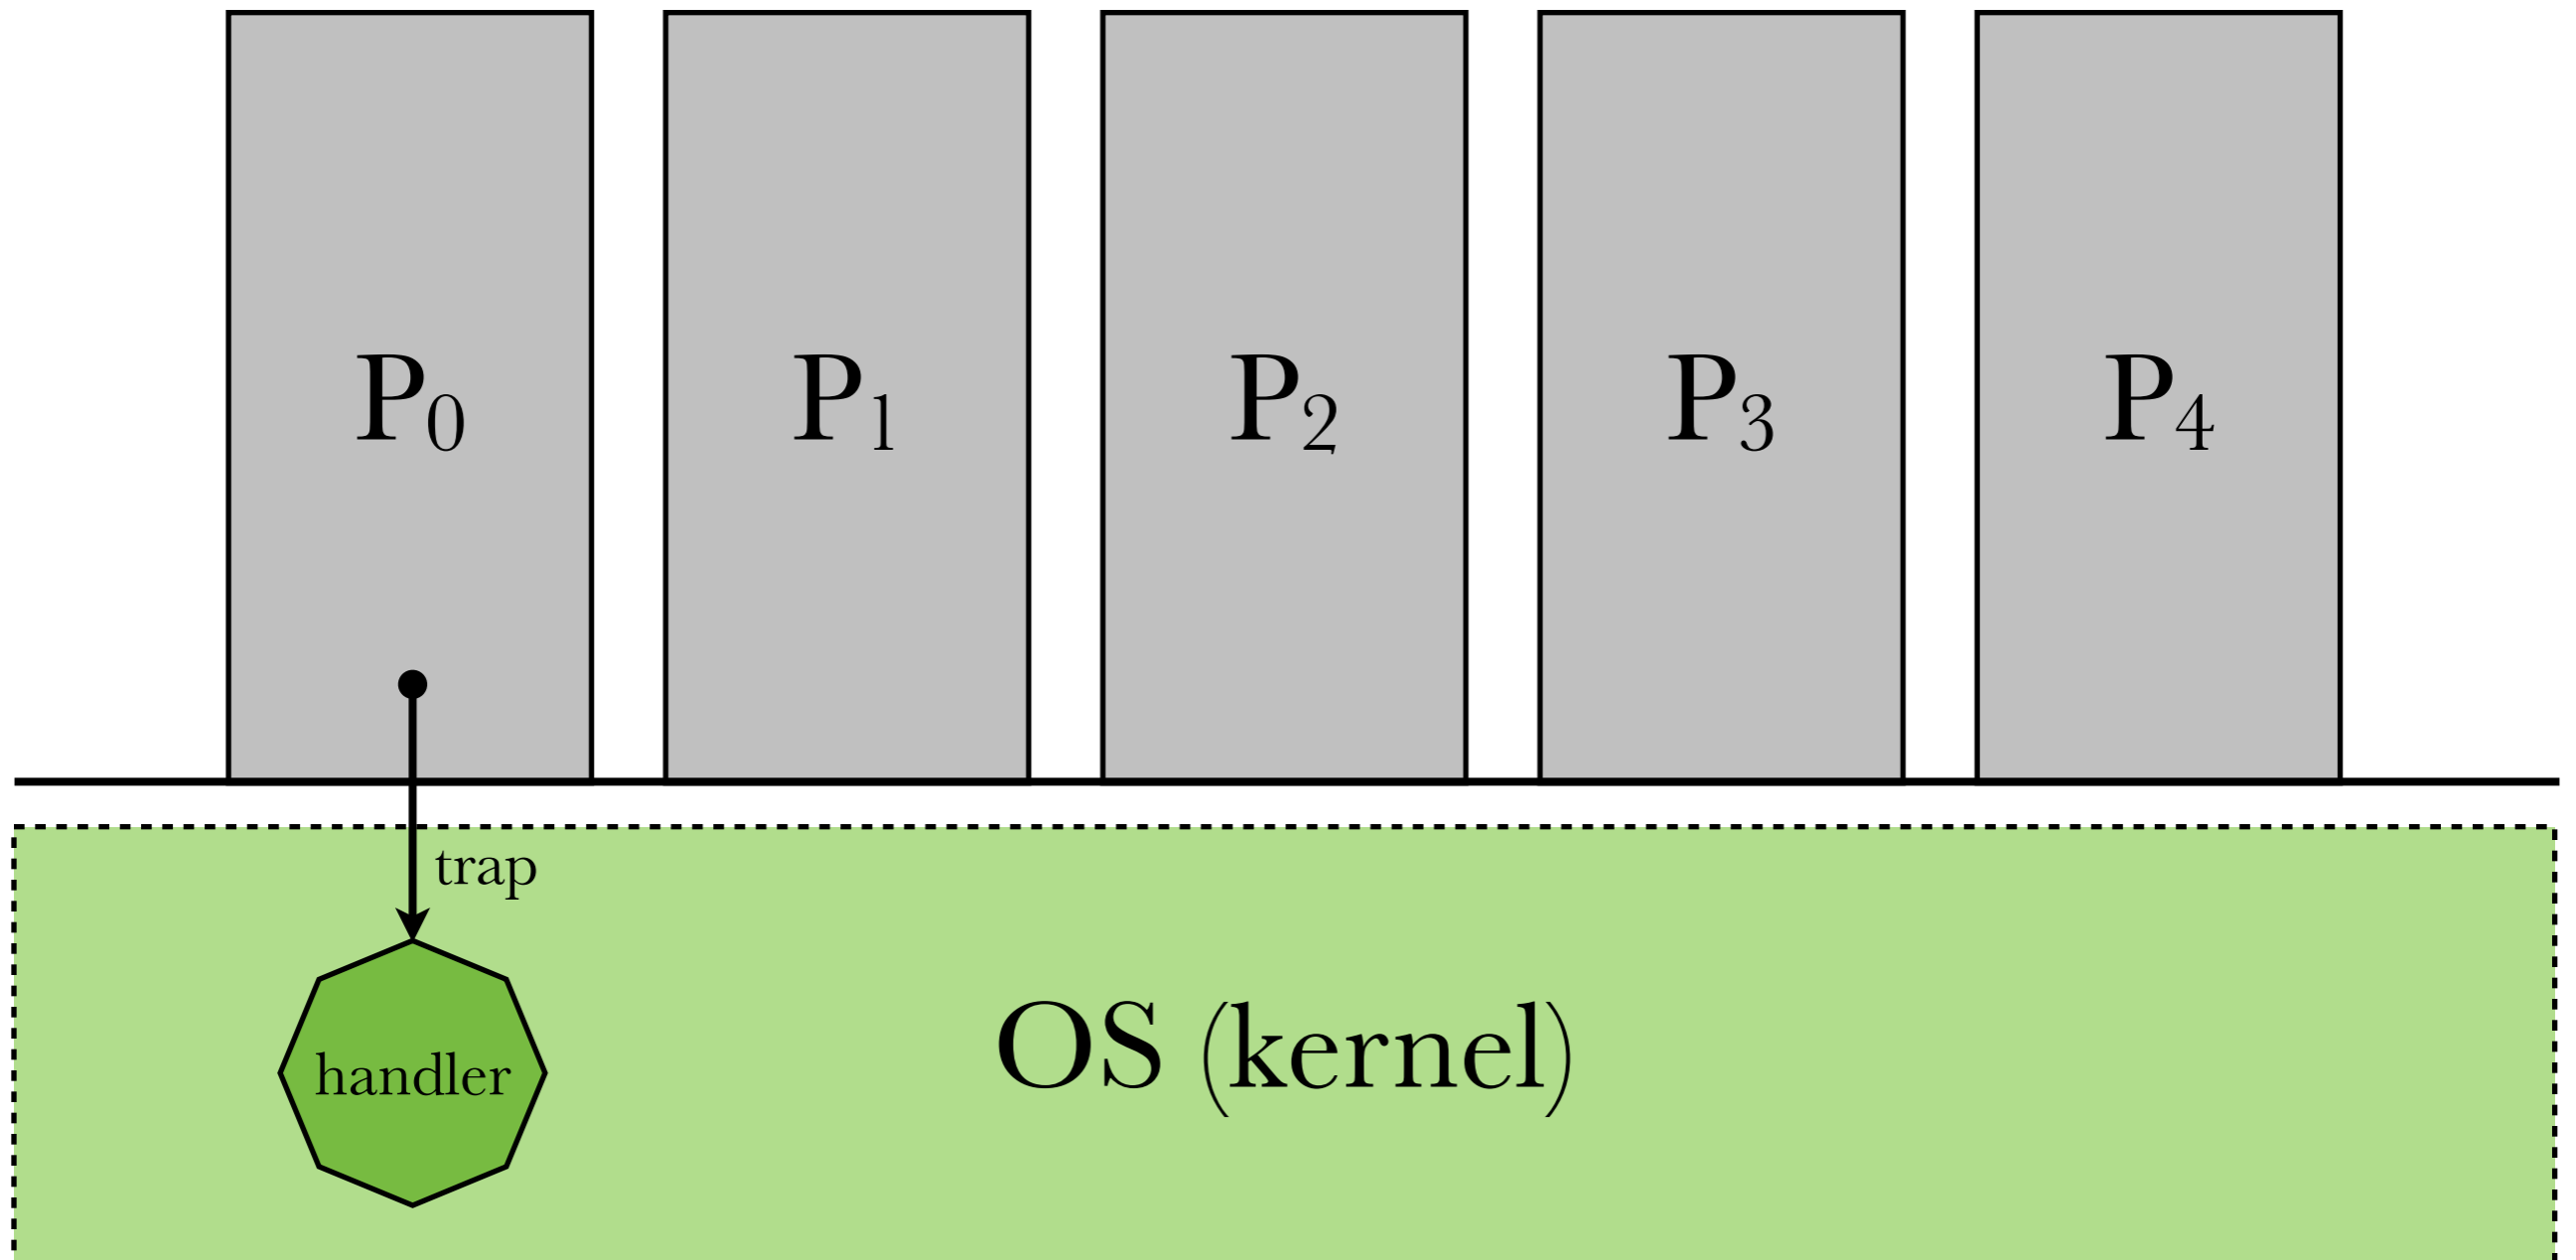 P₀ P₁ P₂ P₃ P₄
trap
OS (kernel)
handler